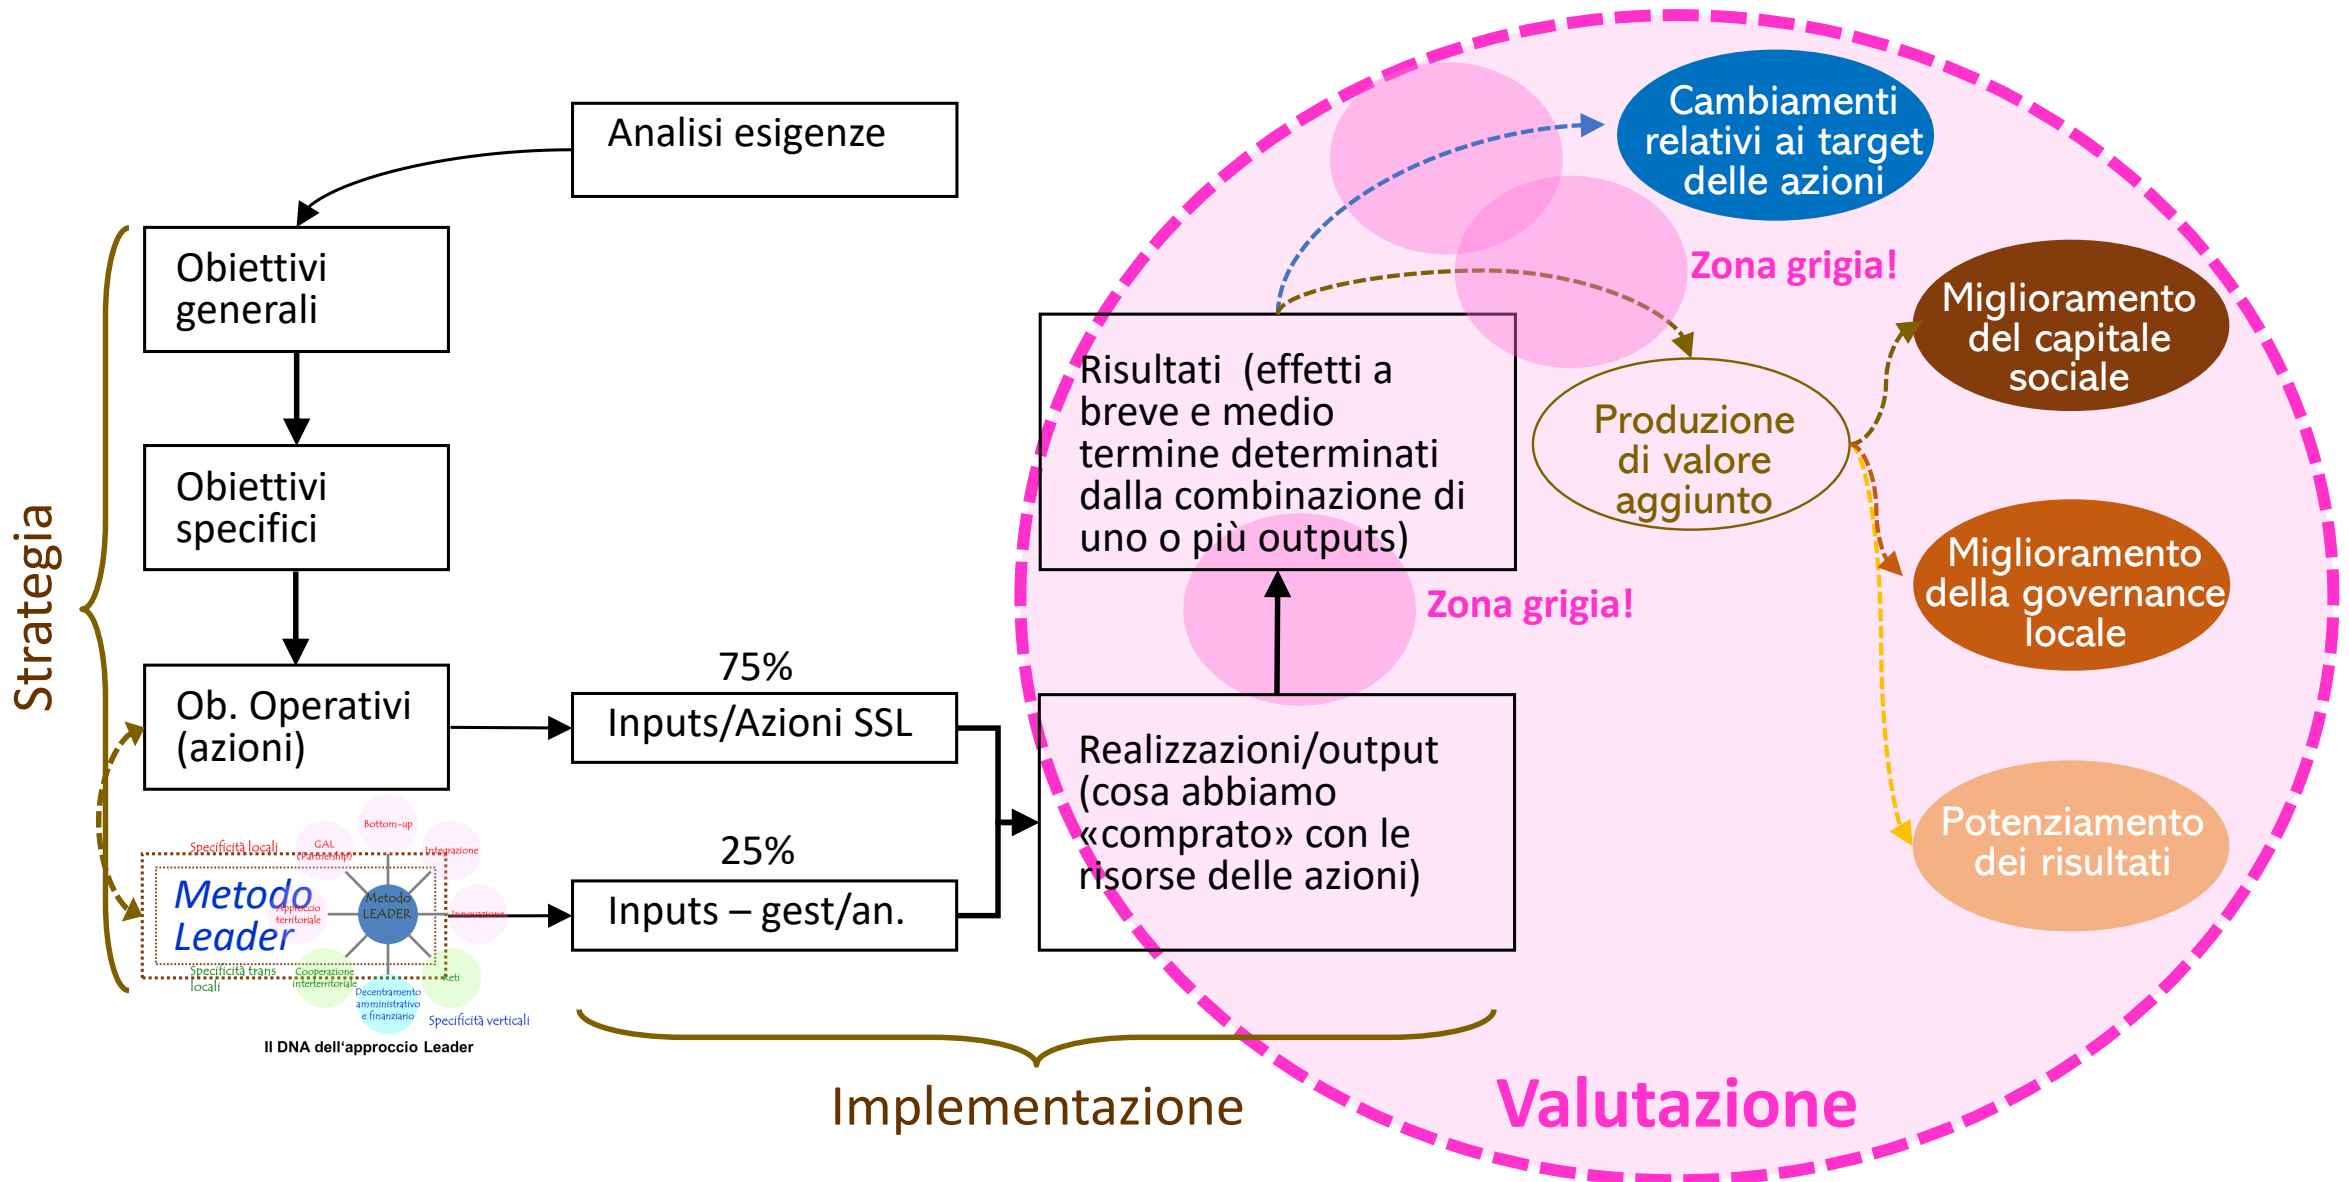 Analisi esigenze
Obiettivi
generali
Obiettivi
specifici
Ob. Operativi
(azioni)
Strategia
75%
Inputs/Azioni SSL
25%
Inputs – gest/an.
Metodo
Leader
Bottom-up
GAL
(Partnership)
Specificità locali
Integrazione
Metodo
LEADER
Approccio
territoriale
Innovazione
Specificità trans
locali
Cooperazione
interterritoriale
Reti
Decentramento
amministrativo
e finanziario
Specificità verticali
Il DNA dell'approccio Leader
Implementazione
Realizzazioni/output
(cosa abbiamo
«comprato» con le
risorse delle azioni)
Risultati (effetti a
breve e medio
termine determinati
dalla combinazione di
uno o più outputs)
Zona grigia!
Zona grigia!
Cambiamenti
relativi ai target
delle azioni
Produzione
di valore
aggiunto
Miglioramento
del capitale
sociale
Miglioramento
della governance
locale
Potenziamento
dei risultati
Valutazione